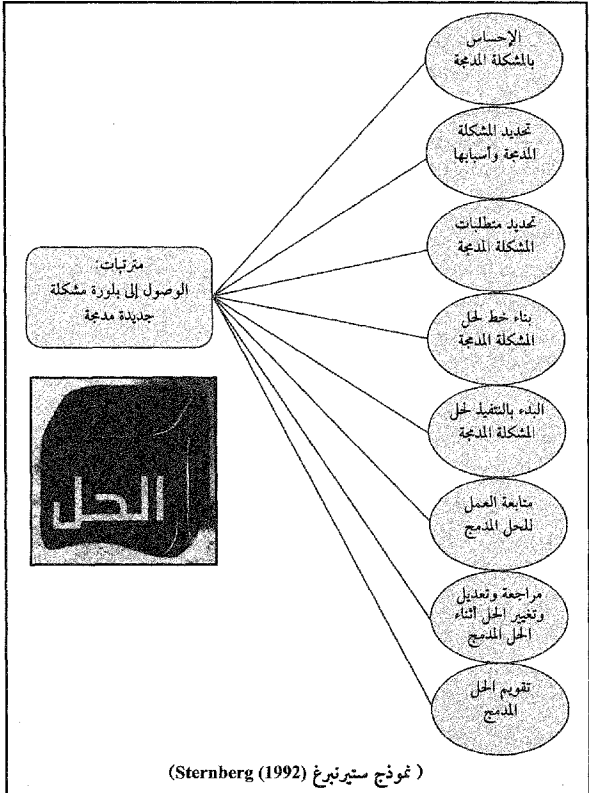 الإحساس
بالمشكلة المدمجة
تحديد المشكلة
المدمجة وأسبابها
تحديد متطلبات
المشكلة المدمجة
مترتبات:
الوصول إلى بلورة مشكلة
جديدة مدمجة
بناء خط لحل
المشكلة المدمجة
البدء بالتنفيذ لحل
المشكلة المدمجة
الحل
متابعة العمل
للحل المدمج
مراجعة وتعديل
وتغيير الحل أثناء
الحل المدمج
تقويم الحل
المدمج
( نموذج ستيرنبرغ Sternberg (1992))